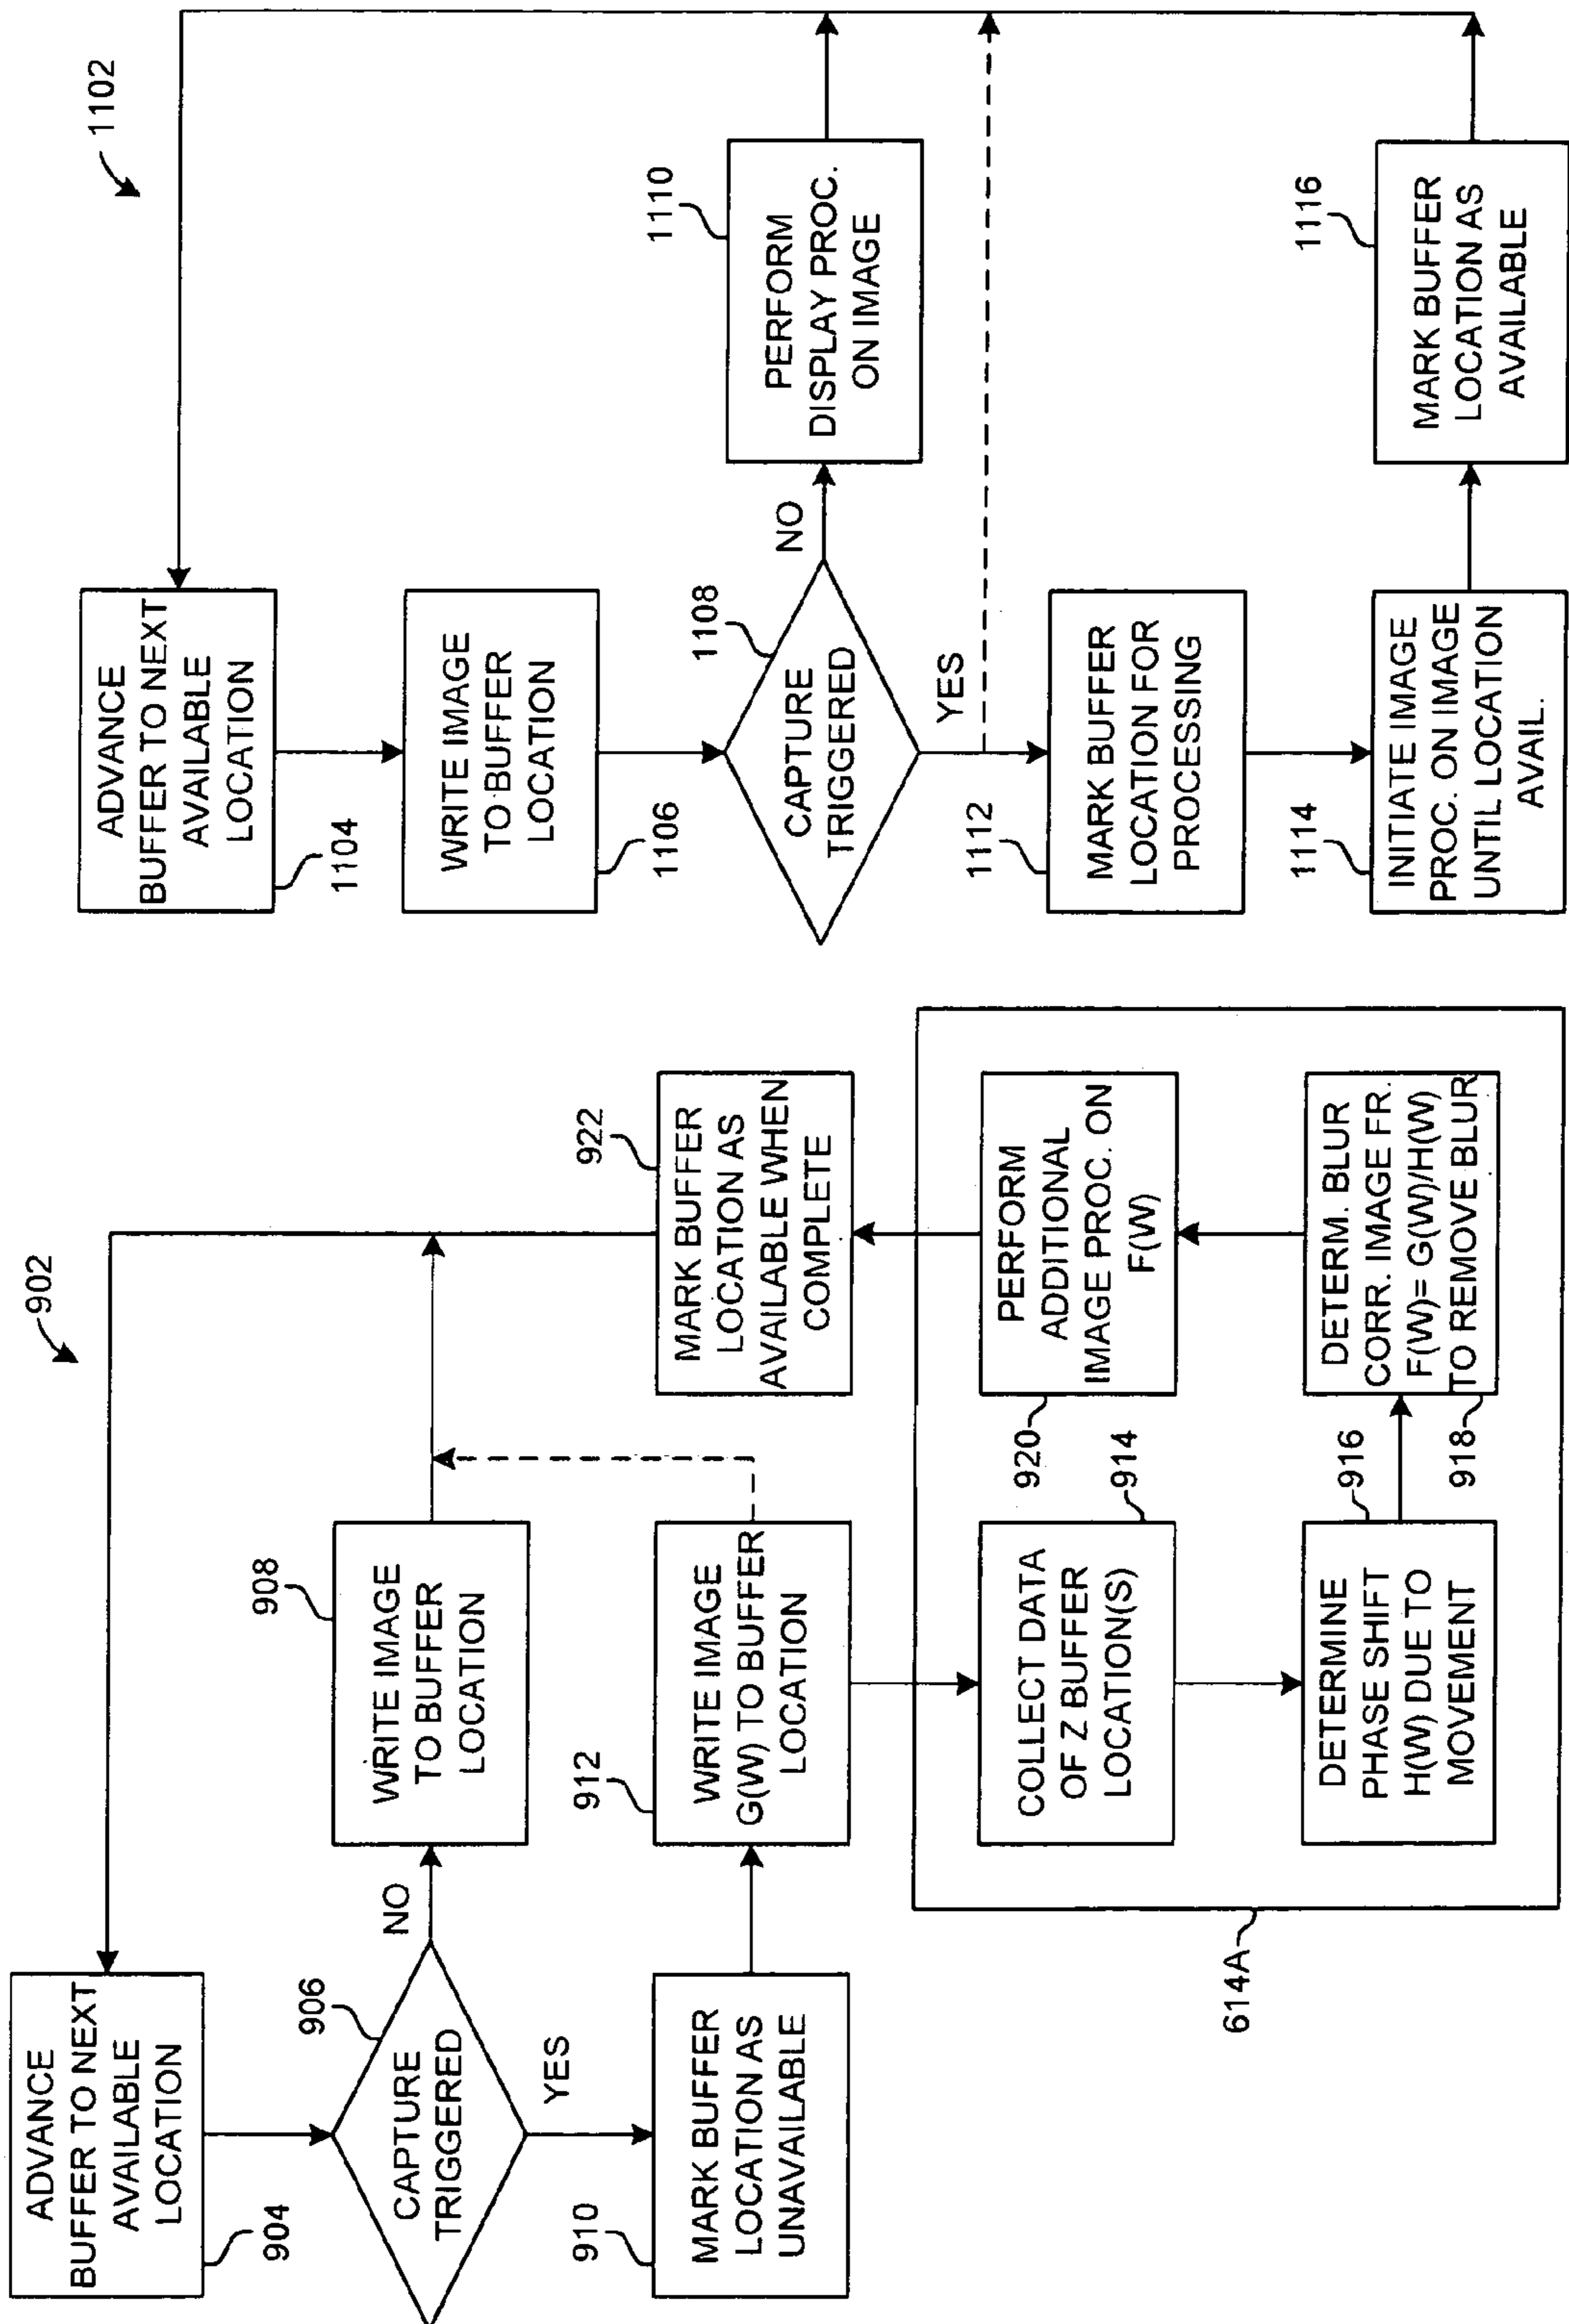 902
ADVANCE
BUFFER TO NEXT
AVAILABLE
LOCATION
904
CAPTURE
TRIGGERED
906
NO
YES
WRITE IMAGE
TO BUFFER
LOCATION
908
MARK BUFFER
LOCATION AS
UNAVAILABLE
910
WRITE IMAGE
G(W) TO BUFFER
LOCATION
912
COLLECT DATA
OF Z BUFFER
LOCATION(S)
914
DETERMINE
PHASE SHIFT
H(W) DUE TO
MOVEMENT
916
DETERM. BLUR
CORR. IMAGE FR.
F(W)= G(W)/H(W)
TO REMOVE BLUR
918
PERFORM
ADDITIONAL
IMAGE PROC. ON
F(W)
920
MARK BUFFER
LOCATION AS
AVAILABLE WHEN
COMPLETE
922
614A
1102
ADVANCE
BUFFER TO NEXT
AVAILABLE
LOCATION
1104
WRITE IMAGE
TO BUFFER
LOCATION
1106
CAPTURE
TRIGGERED
1108
NO
YES
PERFORM
DISPLAY PROC.
ON IMAGE
1110
MARK BUFFER
LOCATION FOR
PROCESSING
1112
INITIATE IMAGE
PROC. ON IMAGE
UNTIL LOCATION
AVAIL.
1114
MARK BUFFER
LOCATION AS
AVAILABLE
1116